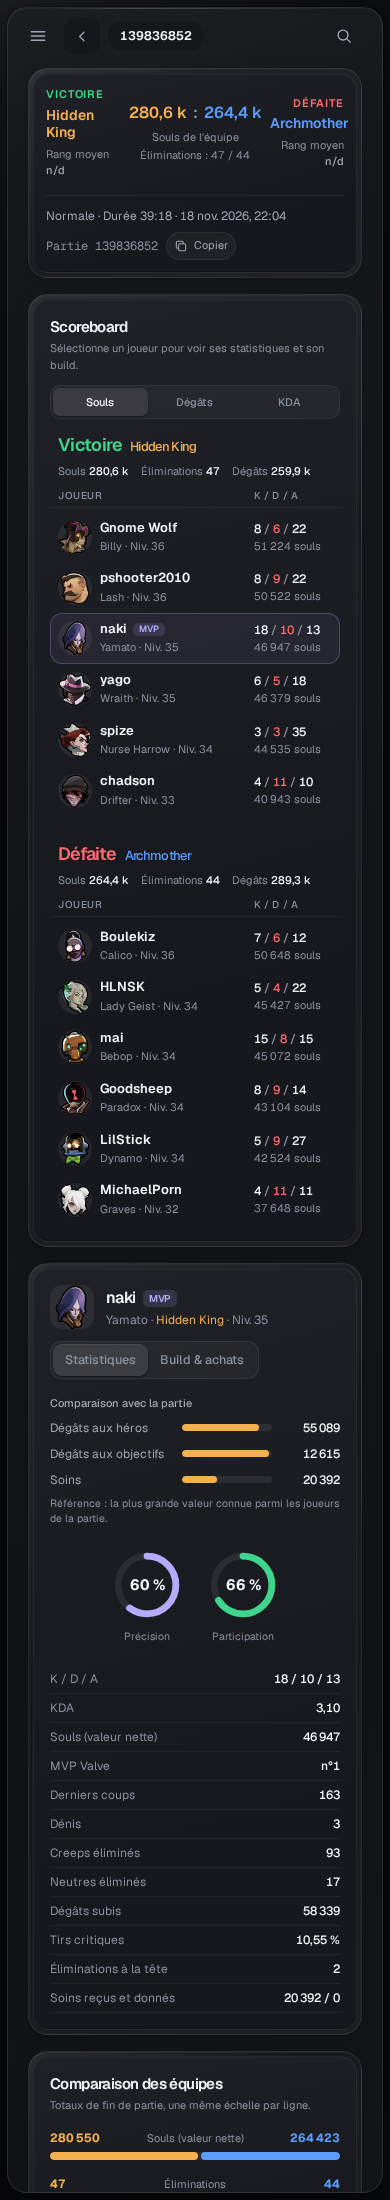 139836852
VICTOIRE
Hidden King
Rang moyen
n/d
280,6 k : 264,4 k
Souls de l'équipe
Éliminations : 47 / 44
DÉFAITE
Archmother
Rang moyen
n/d
Normale · Durée 39:18 · 18 nov. 2026, 22:04
Partie 139836852 Copier
Scoreboard
Sélectionne un joueur pour voir ses statistiques et son
build.
Souls Dégâts KDA
Victoire Hidden King
Souls 280,6 k Éliminations 47 Dégâts 259,9 k
JOUEUR K / D / A
Gnome Wolf 8 / 6 / 22
Billy · Niv. 36 51 224 souls
pshooter2010 8 / 9 / 22
Lash · Niv. 36 50 522 souls
naki MVP 18 / 10 / 13
Yamato · Niv. 35 46 947 souls
yago 6 / 5 / 18
Wraith · Niv. 35 46 379 souls
spize 3 / 3 / 35
Nurse Harrow · Niv. 34 44 535 souls
chadson 4 / 11 / 10
Drifter · Niv. 33 40 943 souls
Défaite Archmother
Souls 264,4 k Éliminations 44 Dégâts 289,3 k
JOUEUR K / D / A
Boulekiz 7 / 6 / 12
Calico · Niv. 36 50 648 souls
HLNSK 5 / 4 / 22
Lady Geist · Niv. 34 45 427 souls
mai 15 / 8 / 15
Bebop · Niv. 34 45 072 souls
Goodsheep 8 / 9 / 14
Paradox · Niv. 34 43 104 souls
LilStick 5 / 9 / 27
Dynamo · Niv. 34 42 524 souls
MichaelPorn 4 / 11 / 11
Graves · Niv. 32 37 648 souls
naki MVP
Yamato · Hidden King · Niv. 35
Statistiques Build & achats
Comparaison avec la partie
Dégâts aux héros 55 089
Dégâts aux objectifs 12 615
Soins 20 392
Référence : la plus grande valeur connue parmi les joueurs
de la partie.
60 % 66 %
Précision Participation
K / D / A 18 / 10 / 13
KDA 3,10
Souls (valeur nette) 46 947
MVP Valve n°1
Derniers coups 163
Dénis 3
Creeps éliminés 93
Neutres éliminés 17
Dégâts subis 58 339
Tirs critiques 10,55 %
Éliminations à la tête 2
Soins reçus et donnés 20 392 / 0
Comparaison des équipes
Totaux de fin de partie, une même échelle par ligne.
280 550 Souls (valeur nette) 264 423
47 Éliminations 44